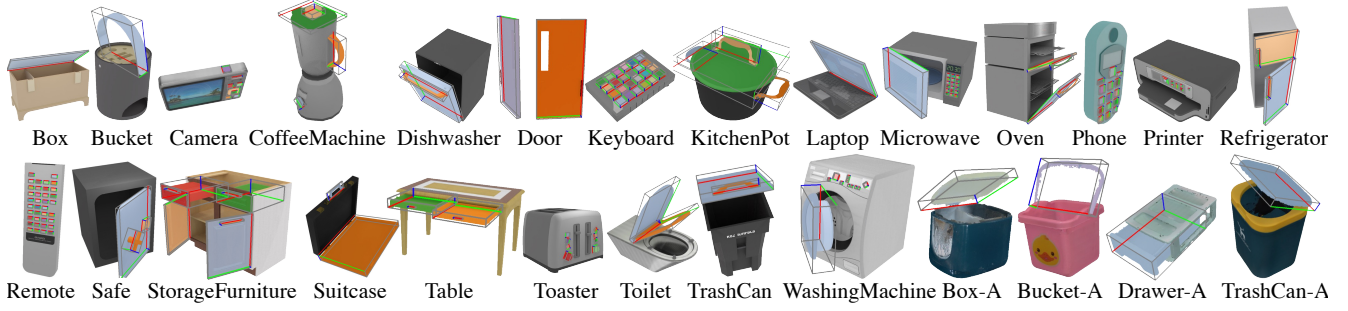 Box Bucket Camera CoffeeMachine Dishwasher Door Keyboard KitchenPot Laptop Microwave Oven Phone Printer Refrigerator
Remote Safe StorageFurniture Suitcase Table Toaster Toilet TrashCan WashingMachine Box-A Bucket-A Drawer-A TrashCan-A